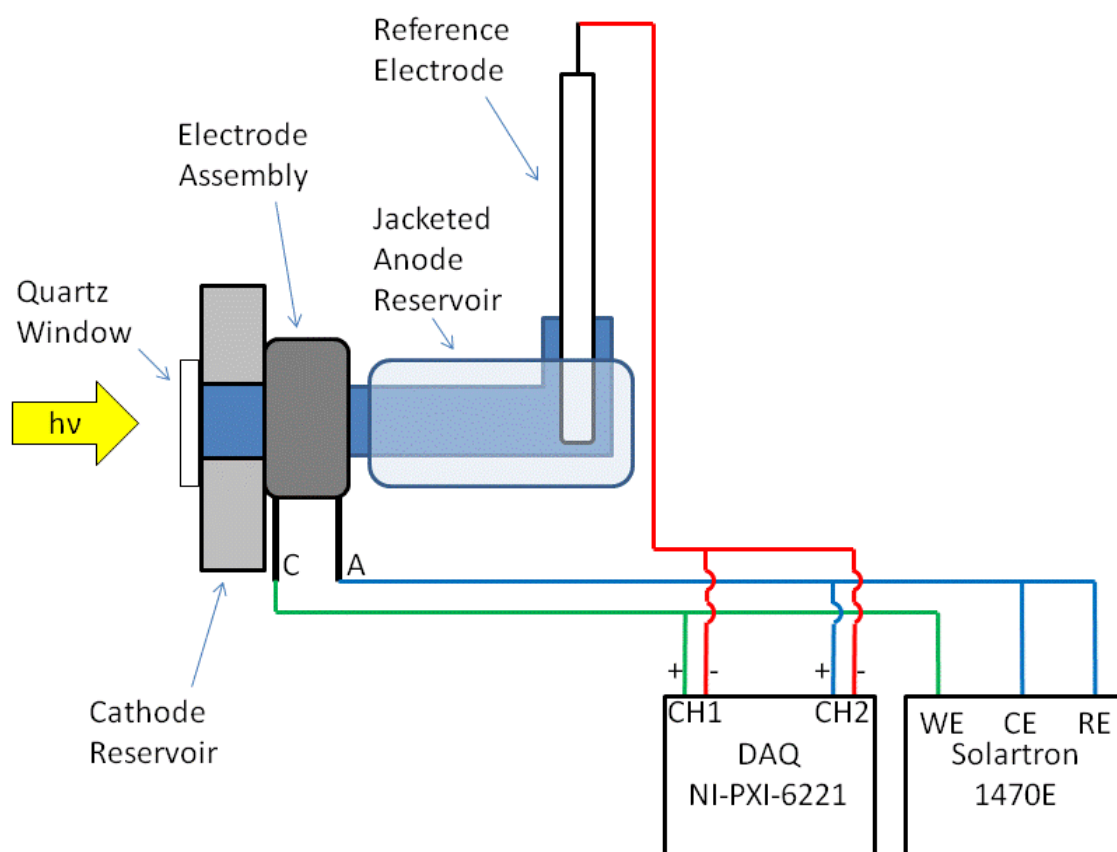 Reference
Electrode
Electrode
Assembly
Jacketed
Anode
Reservoir
Quartz
Window
hν
C
A
Cathode
Reservoir
+
-
+
-
CH1
CH2
DAQ
NI-PXI-6221
WE
CE
RE
Solartron
1470E